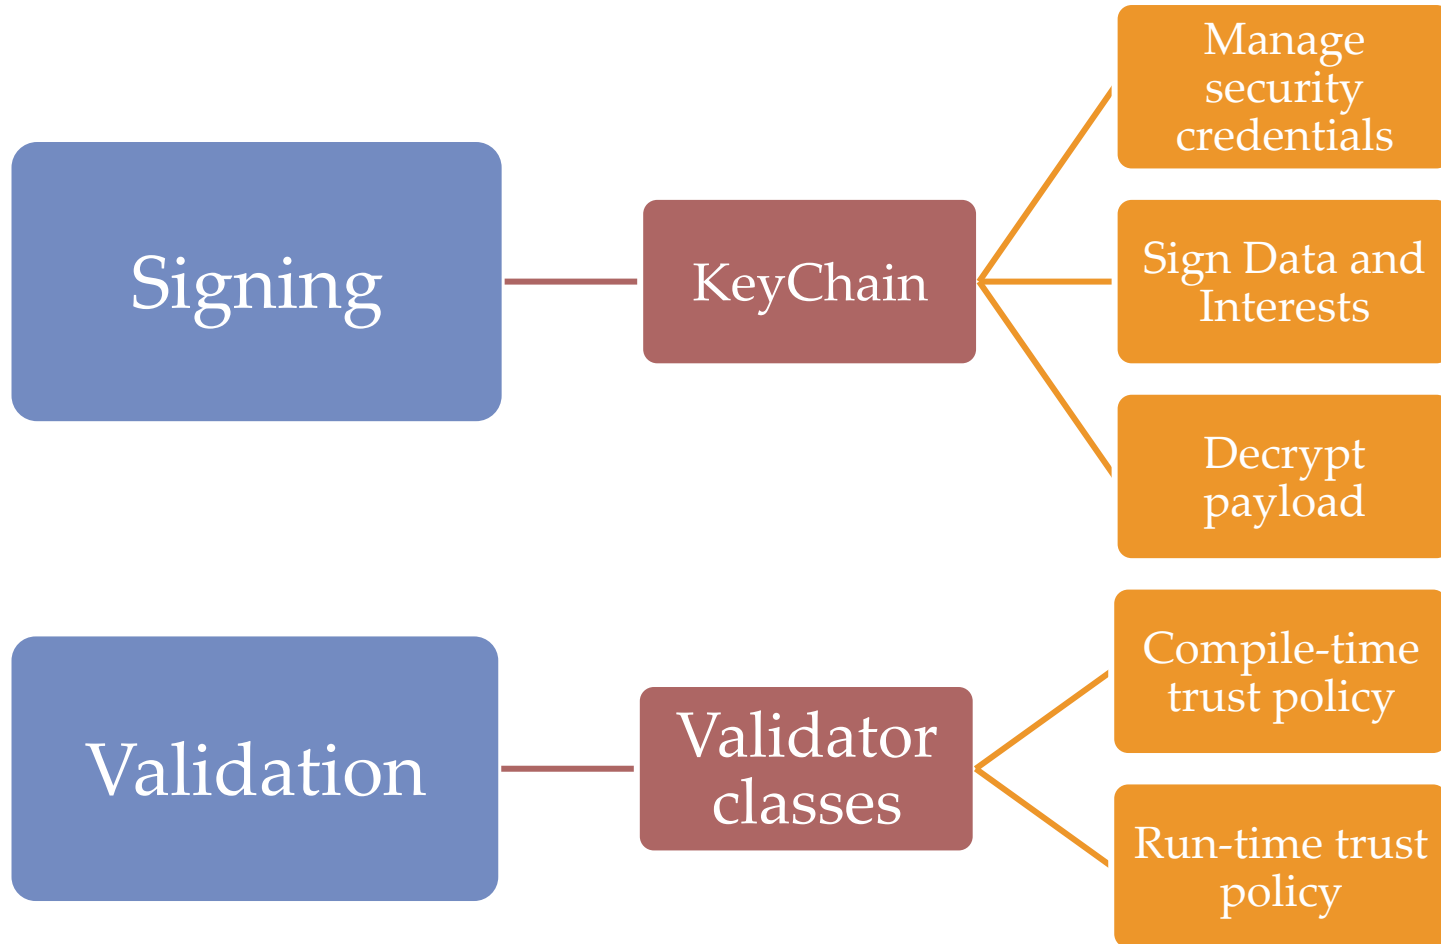 Signing
KeyChain
Manage
security
credentials
Sign Data and
Interests
Decrypt
payload
Validation
Validator
classes
Compile-time
trust policy
Run-time trust
policy